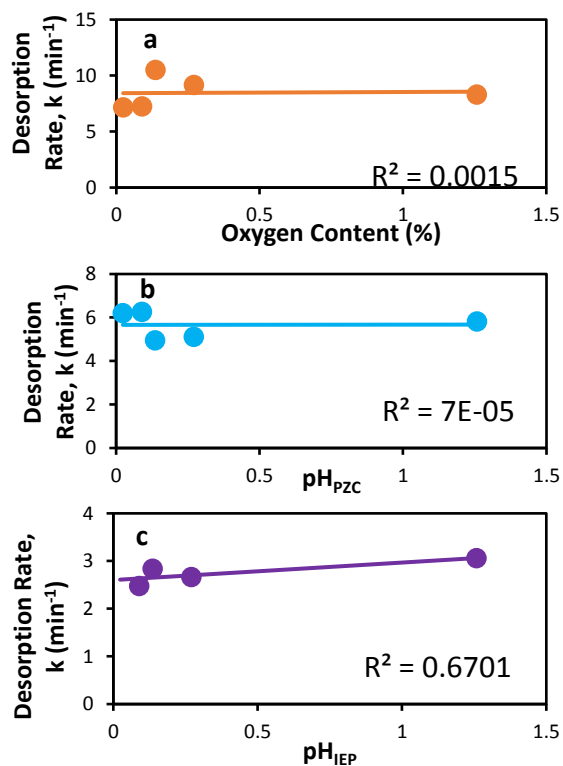 a
Desorption
Rate, k (min⁻¹)
15
10
5
0
R² = 0.0015
0
0.5
1
1.5
Oxygen Content (%)
b
Desorption
Rate, k (min⁻¹)
8
6
4
2
0
R² = 7E-05
0
0.5
1
1.5
pH_PZC
c
Desorption Rate,
k (min⁻¹)
4
3
2
1
0
R² = 0.6701
0
0.5
1
1.5
pH_IEP